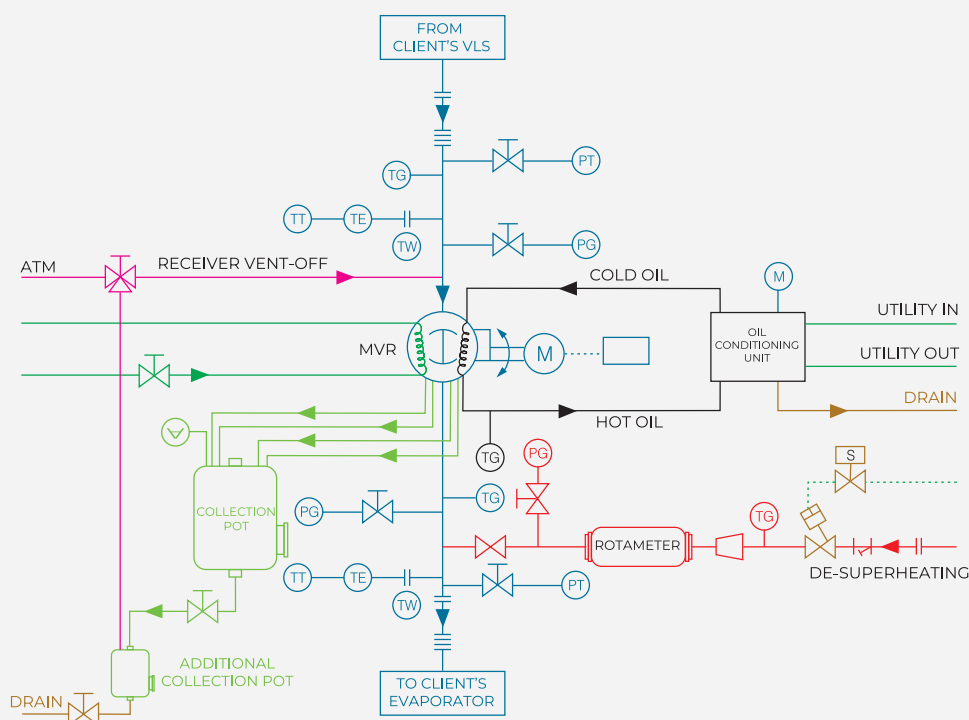 FROM
CLIENT'S VLS
PT
TG
TT
TE
TW
PG
ATM
RECEIVER VENT-OFF
COLD OIL
M
UTILITY IN
MVR
M
OIL
CONDITIONING
UNIT
UTILITY OUT
DRAIN
HOT OIL
TG
PG
S
COLLECTION
POT
PG
TG
TG
ROTAMETER
DE-SUPERHEATING
TT
TE
TW
PT
ADDITIONAL
COLLECTION POT
TO CLIENT'S
EVAPORATOR
DRAIN